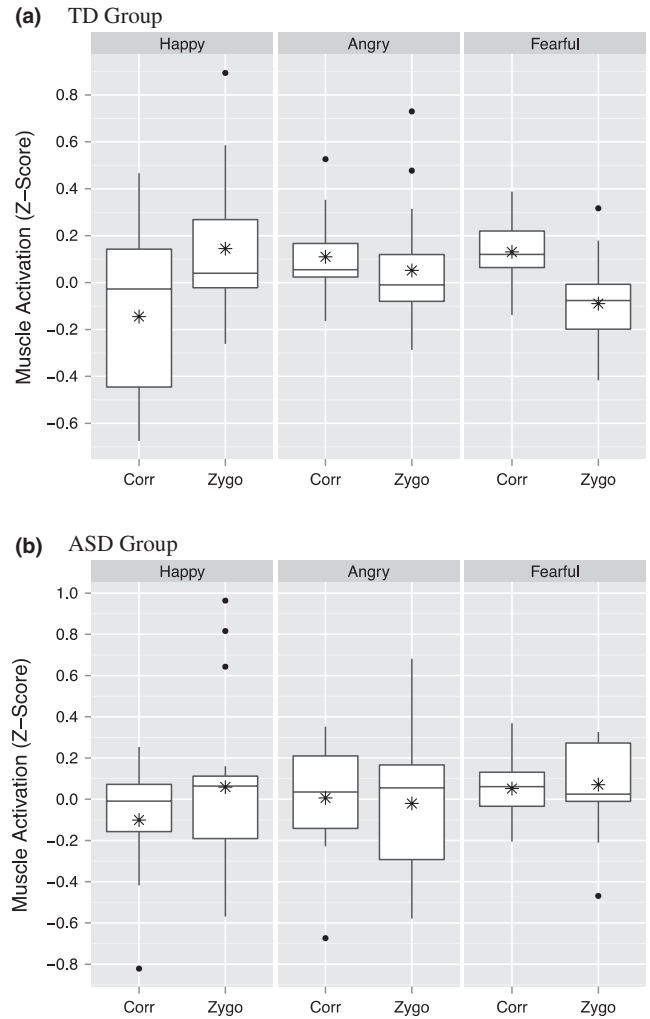 (a) TD Group
Happy Angry Fearful
0.8
0.6
0.4
0.2
0.0
−0.2
−0.4
−0.6
Muscle Activation (Z−Score)
Corr Zygo Corr Zygo Corr Zygo
(b) ASD Group
Happy Angry Fearful
1.0
0.8
0.6
0.4
0.2
0.0
−0.2
−0.4
−0.6
−0.8
Muscle Activation (Z−Score)
Corr Zygo Corr Zygo Corr Zygo